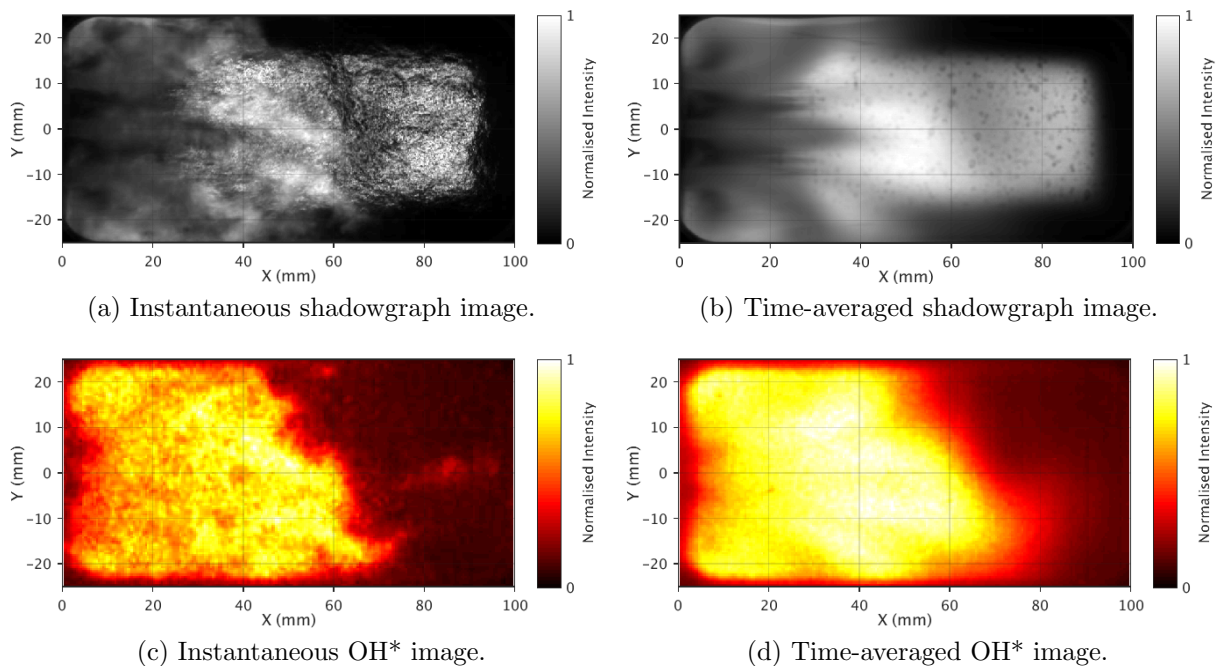 20
10
0
−10
−20
Y (mm)
0 20 40 60 80 100
X (mm)
1
0
Normalised Intensity
(a) Instantaneous shadowgraph image.
20
10
0
−10
−20
Y (mm)
0 20 40 60 80 100
X (mm)
1
0
Normalised Intensity
(b) Time-averaged shadowgraph image.
20
10
0
−10
−20
Y (mm)
0 20 40 60 80 100
X (mm)
1
0
Normalised Intensity
(c) Instantaneous OH* image.
20
10
0
−10
−20
Y (mm)
0 20 40 60 80 100
X (mm)
1
0
Normalised Intensity
(d) Time-averaged OH* image.